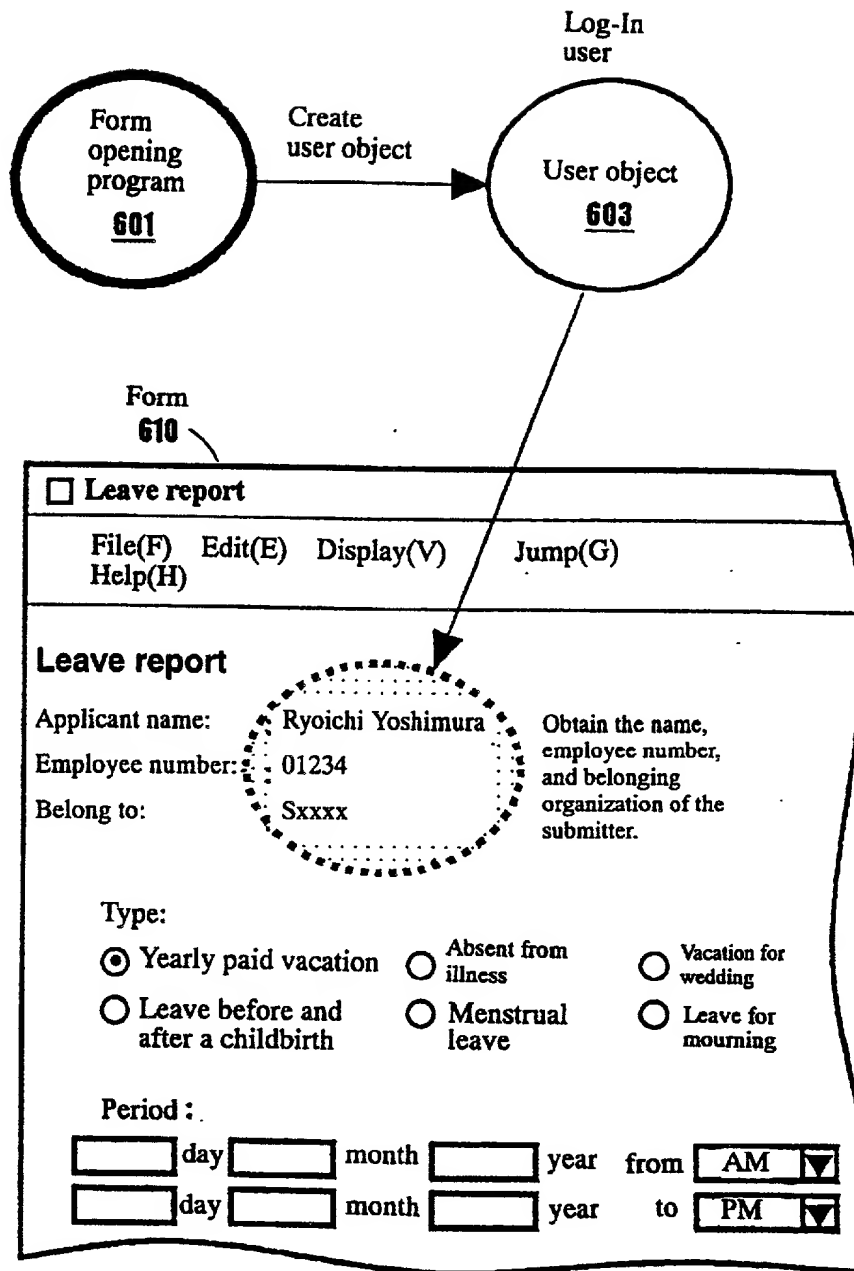 Log-In
user
Form
opening
program
601
Create
user object
User object
603
Form
610
Leave report
File(F) Edit(E) Display(V) Jump(G)
Help(H)
Leave report
Applicant name: Ryoichi Yoshimura
Employee number: 01234
Belong to: Sxxxx
Obtain the name,
employee number,
and belonging
organization of the
submitter.
Type:
Yearly paid vacation
Absent from
illness
Vacation for
wedding
Leave before and
after a childbirth
Menstrual
leave
Leave for
mourning
Period :
day month year from AM
day month year to PM